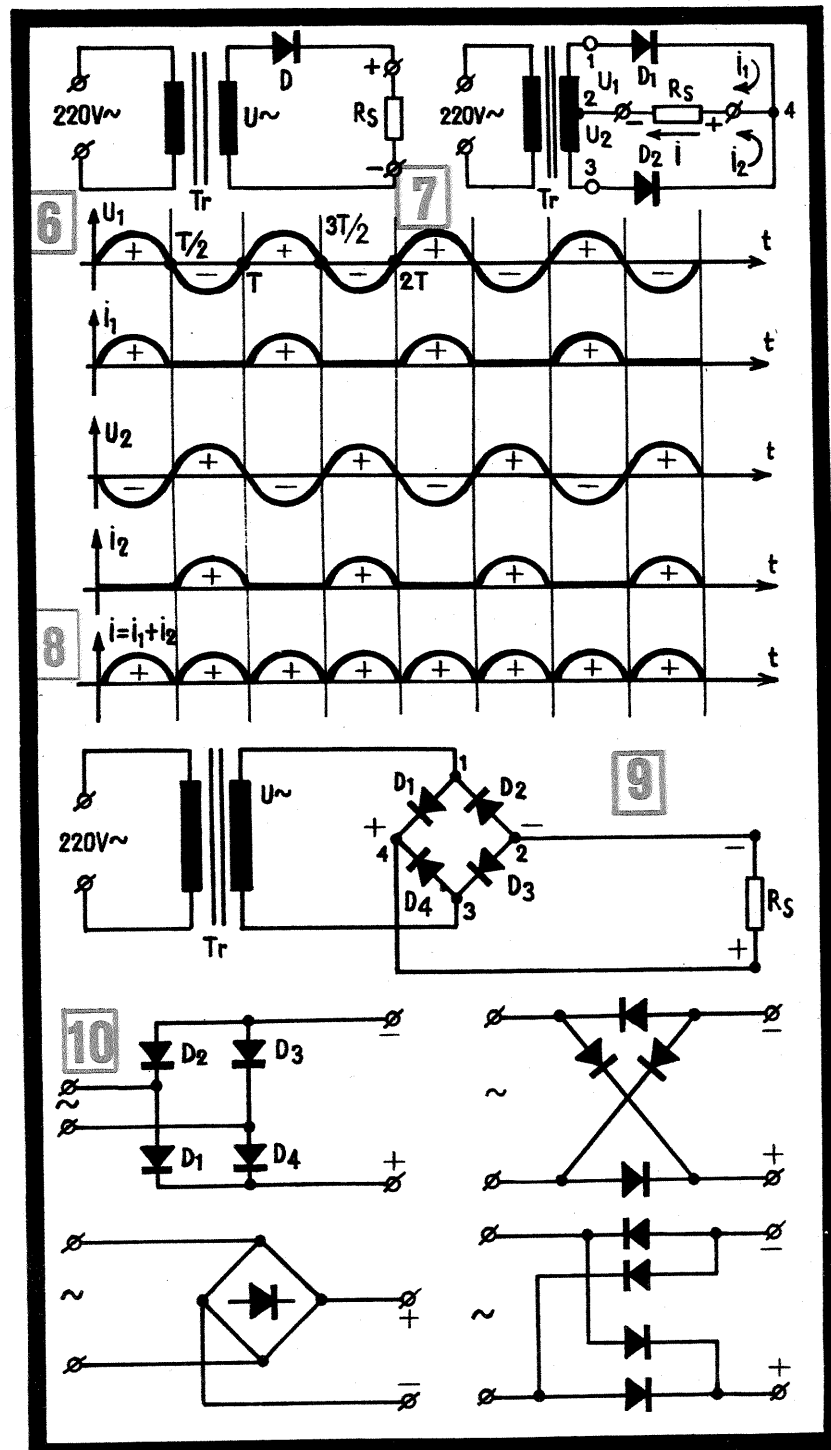 D
220V~
U~
+
RS
−
Tr
6
220V~
1
D1
i1
U1
2
RS
4
−
+
U2
i
3
D2
i2
Tr
7
U1
T/2
3T/2
t
+
−
+
−
+
−
+
−
T
2T
i1
t
+
+
+
+
U2
t
+
+
+
+
−
−
−
−
i2
t
+
+
+
+
8
i=i1+i2
t
+
+
+
+
+
+
+
+
9
220V~
U~
Tr
1
D1
D2
+
−
4
2
D4
D3
3
−
RS
+
10
D2
D3
−
~
D1
D4
+
−
~
+
~
+
−
−
~
+